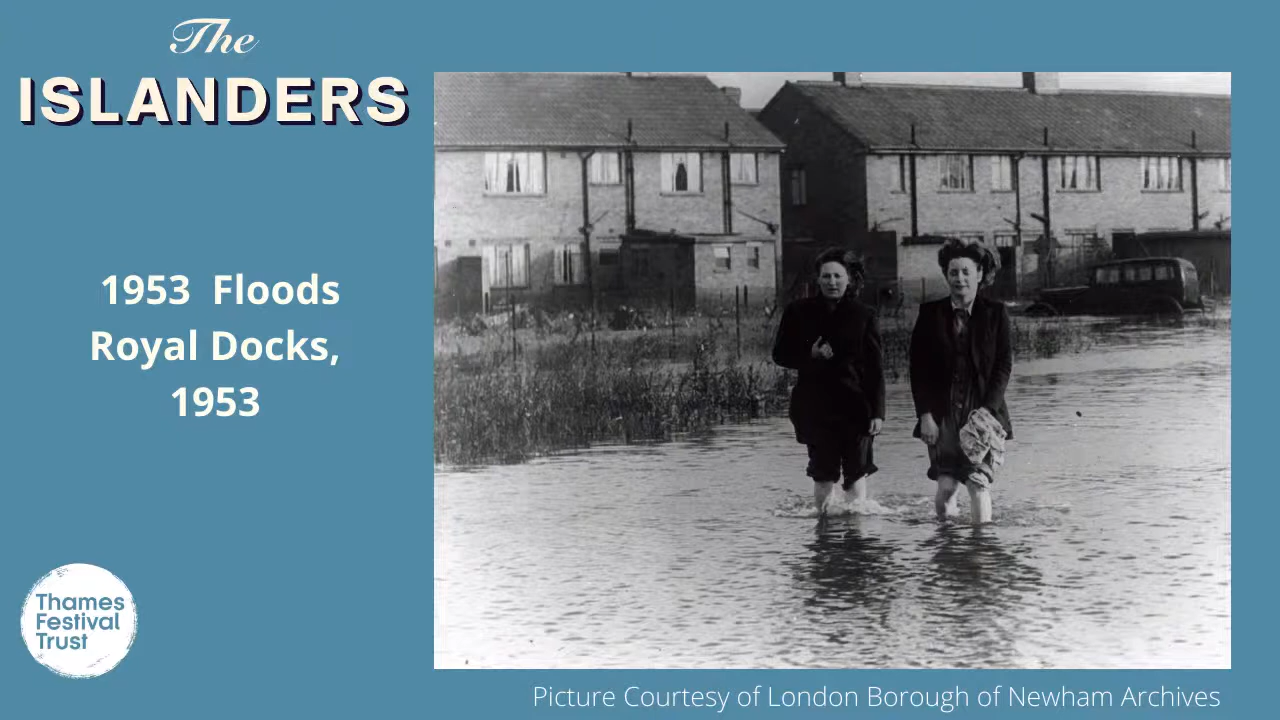 The
ISLANDERS
1953 Floods
Royal Docks,
1953
Thames
Festival
Trust
Picture Courtesy of London Borough of Newham Archives